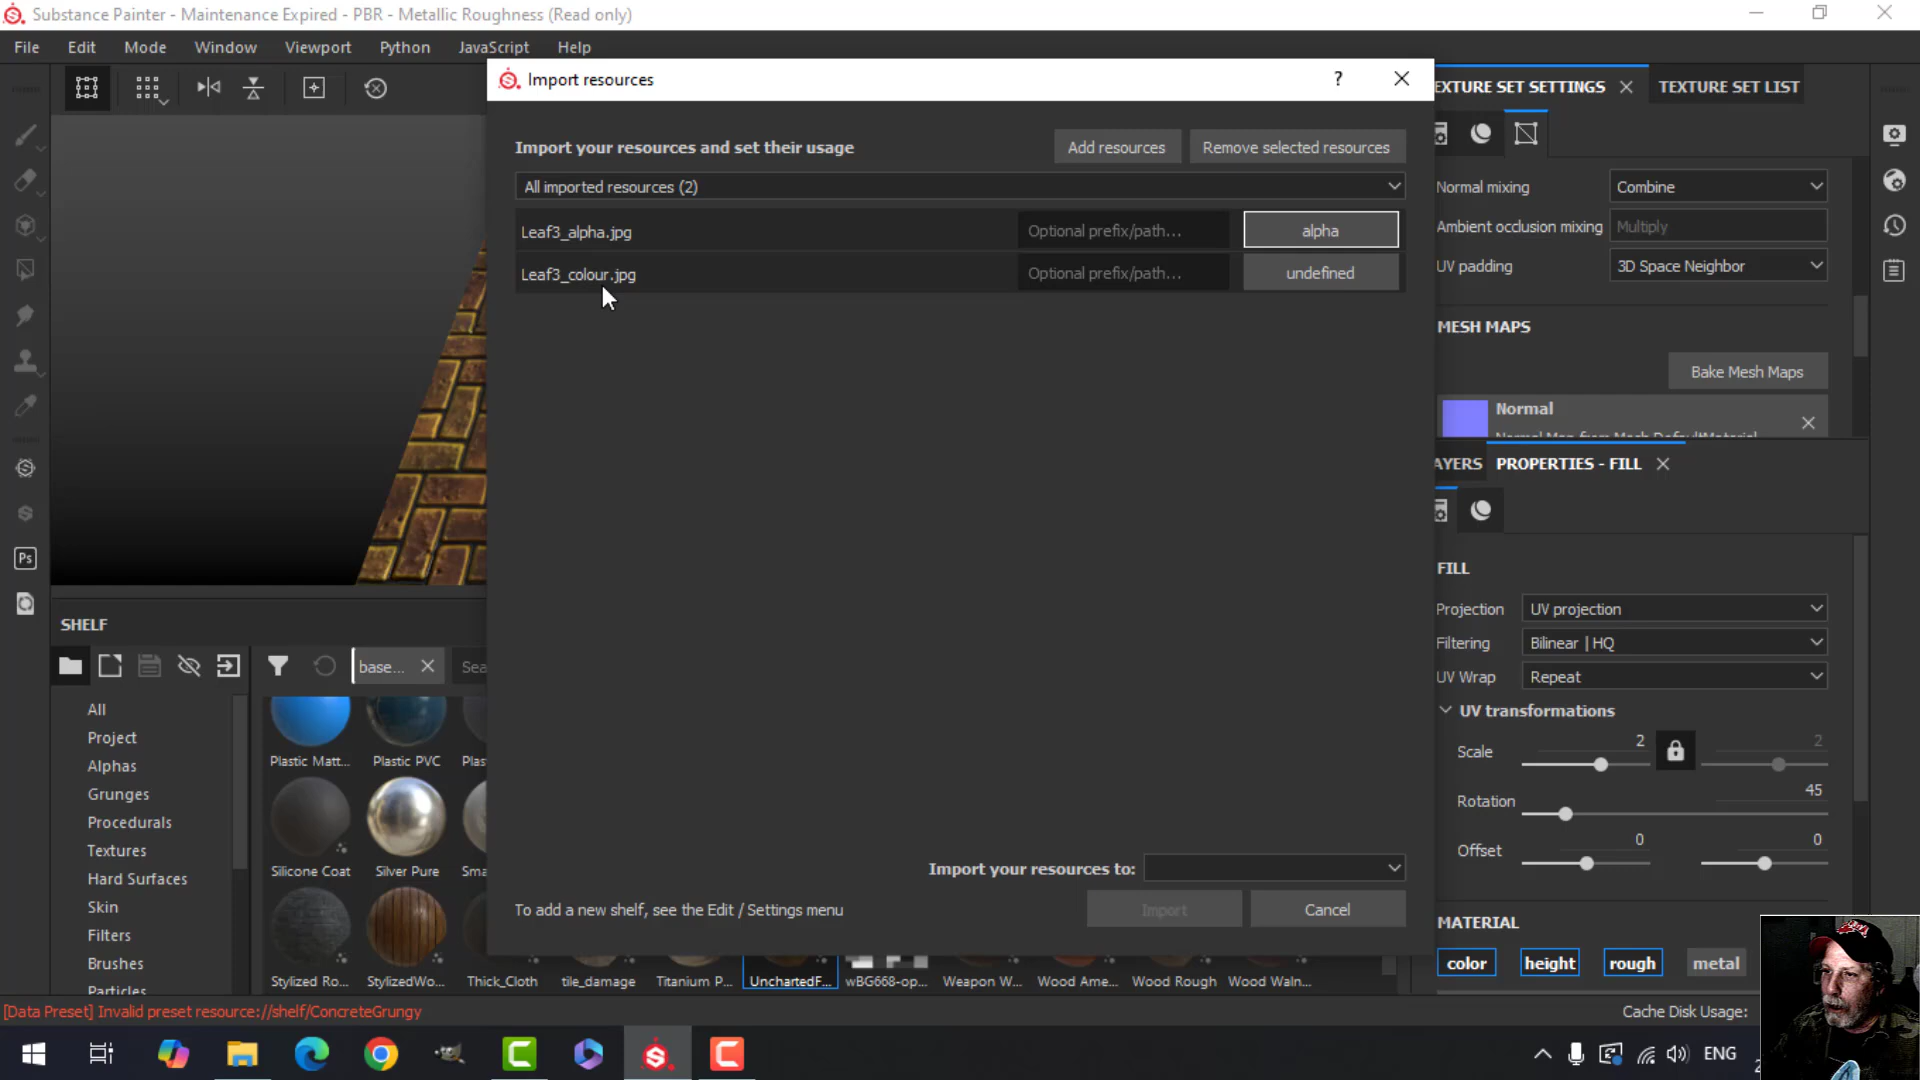 Substance Painter - Maintenance Expired - PBR - Metallic Roughness (Read only)
File Edit Mode Window Viewport Python JavaScript Help
Import resources
?
EXTURE SET SETTINGS
TEXTURE SET LIST
Import your resources and set their usage
Add resources
Remove selected resources
All imported resources (2)
Leaf3_alpha.jpg
Optional prefix/path...
alpha
Leaf3_colour.jpg
Optional prefix/path...
undefined
Normal mixing
Combine
Ambient occlusion mixing
Multiply
UV padding
3D Space Neighbor
MESH MAPS
Bake Mesh Maps
Normal
Normal Map from Mesh DefaultMaterial
AYERS
PROPERTIES - FILL
Ps
FILL
Projection
UV projection
Filtering
Bilinear | HQ
UV Wrap
Repeat
UV transformations
Scale
2
2
Rotation
45
Offset
0
0
MATERIAL
color
height
rough
metal
SHELF
base...
Sea
All
Project
Alphas
Grunges
Procedurals
Textures
Hard Surfaces
Skin
Filters
Brushes
Particles
Plastic Matt...
Plastic PVC
Plas
Silicone Coat
Silver Pure
Sma
Stylized Ro...
StylizedWo...
Thick_Cloth
tile_damage
Titanium P...
UnchartedF...
wBG668-op...
Weapon W...
Wood Ame...
Wood Rough
Wood Waln...
Import your resources to:
To add a new shelf, see the Edit / Settings menu
Import
Cancel
[Data Preset] Invalid preset resource://shelf/ConcreteGrungy
Cache Disk Usage:
ENG